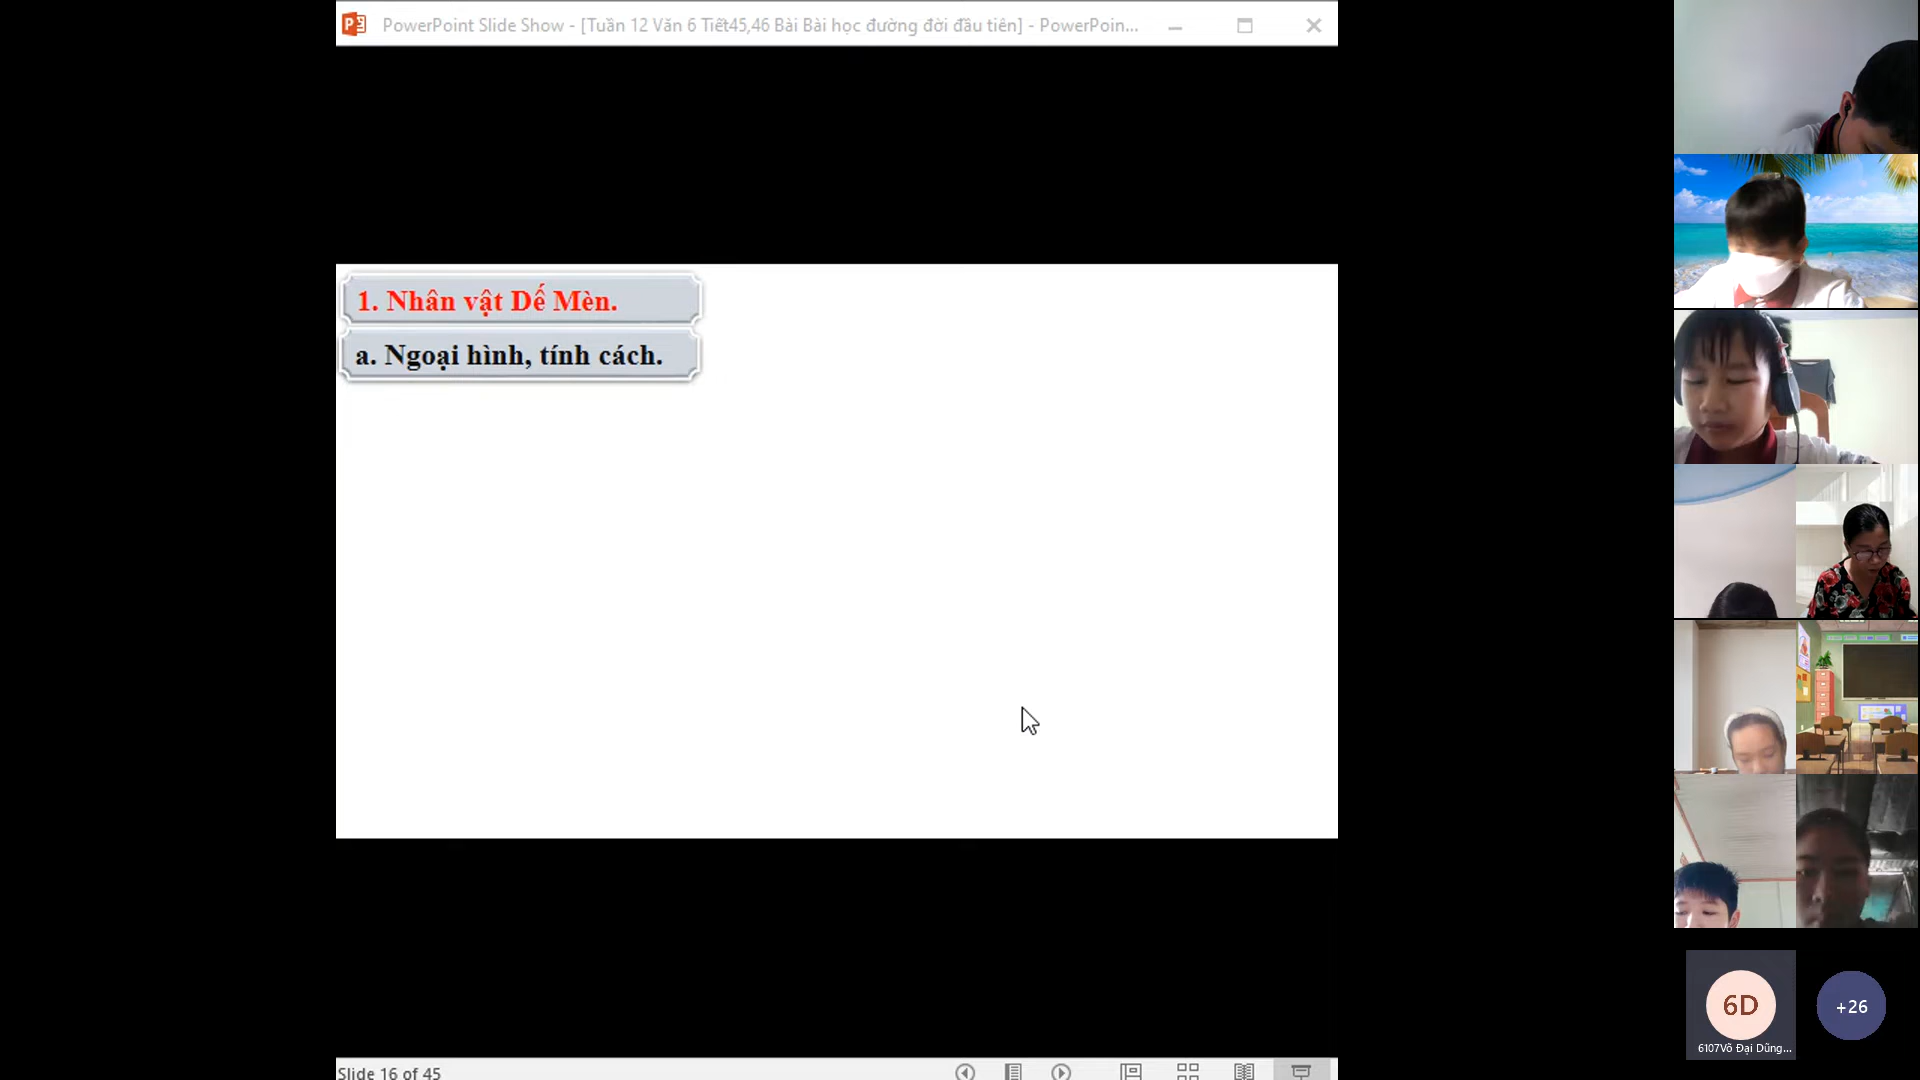 PowerPoint Slide Show - [Tuần 12 Văn 6 Tiết45,46 Bài Bài học đường đời đầu tiên] - PowerPoin...
1. Nhân vật Dế Mèn.
a. Ngoại hình, tính cách.
6D
6107Võ Đại Dũng...
+26
Slide 16 of 45